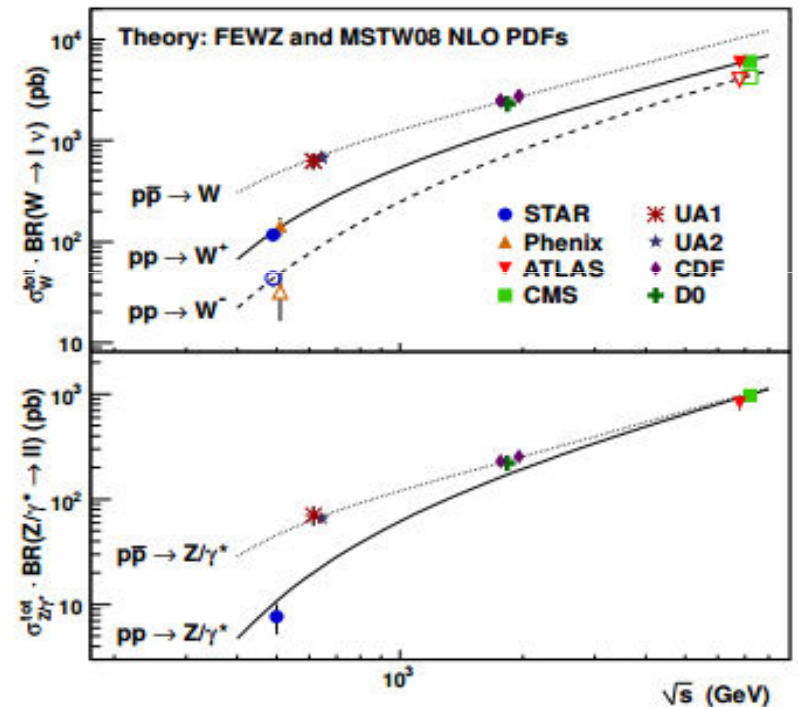 Theory: FEWZ and MSTW08 NLO PDFs
10⁴
10³
10²
10
σ_W^tot · BR(W → l ν) (pb)
pp̅ → W
pp → W⁺
pp → W⁻
STAR
Phenix
ATLAS
CMS
UA1
UA2
CDF
D0
10³
10²
10
σ_Z/γ*^tot · BR(Z/γ* → ll) (pb)
pp̅ → Z/γ*
pp → Z/γ*
10³
√s (GeV)